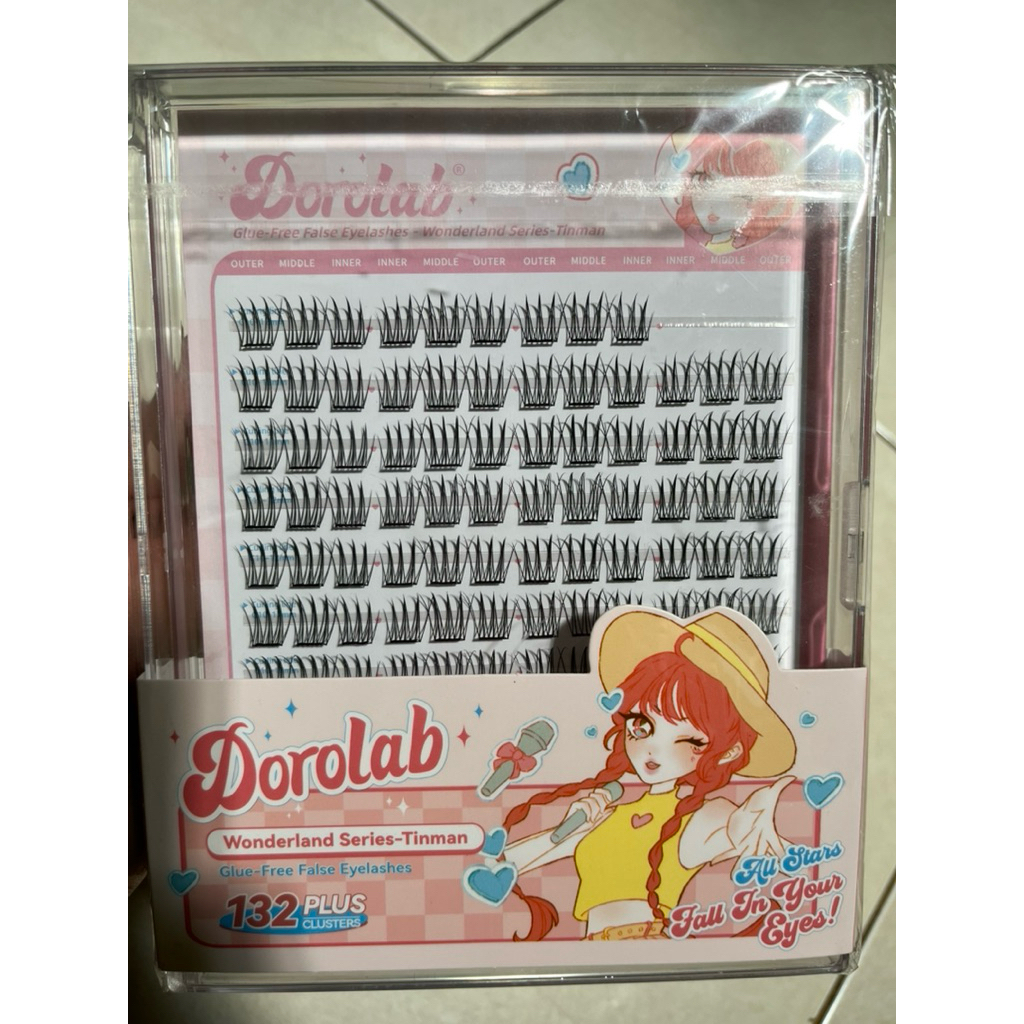 Dorolab®
Glue-Free False Eyelashes - Wonderland Series-Tinman
OUTER MIDDLE INNER INNER MIDDLE OUTER OUTER MIDDLE INNER INNER MIDDLE OUTER
Dorolab
Wonderland Series-Tinman
Glue-Free False Eyelashes
132 PLUS
CLUSTERS
All Stars
Fall In Your
Eyes!